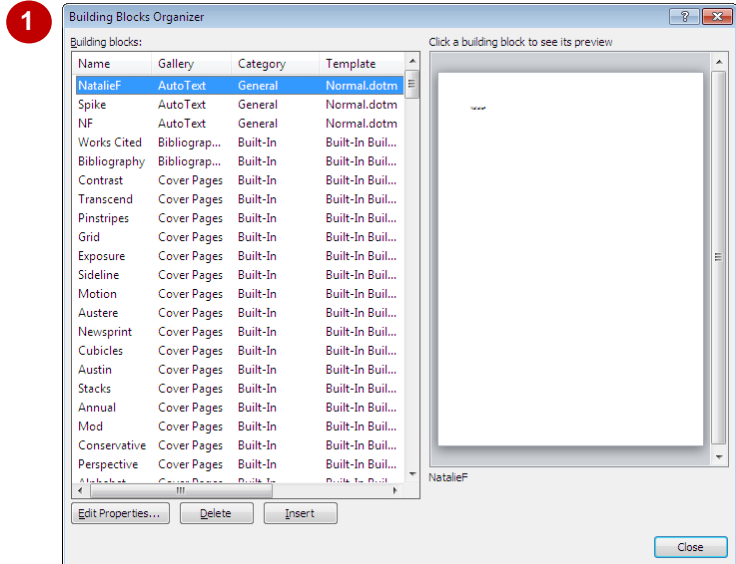 1
Building Blocks Organizer
Building blocks:
Click a building block to see its preview
Name Gallery Category Template
NatalieF AutoText General Normal.dotm
Spike AutoText General Normal.dotm
NF AutoText General Normal.dotm
Works Cited Bibliograp... Built-In Built-In Buil...
Bibliography Bibliograp... Built-In Built-In Buil...
Contrast Cover Pages Built-In Built-In Buil...
Transcend Cover Pages Built-In Built-In Buil...
Pinstripes Cover Pages Built-In Built-In Buil...
Grid Cover Pages Built-In Built-In Buil...
Exposure Cover Pages Built-In Built-In Buil...
Sideline Cover Pages Built-In Built-In Buil...
Motion Cover Pages Built-In Built-In Buil...
Austere Cover Pages Built-In Built-In Buil...
Newsprint Cover Pages Built-In Built-In Buil...
Cubicles Cover Pages Built-In Built-In Buil...
Austin Cover Pages Built-In Built-In Buil...
Stacks Cover Pages Built-In Built-In Buil...
Annual Cover Pages Built-In Built-In Buil...
Mod Cover Pages Built-In Built-In Buil...
Conservative Cover Pages Built-In Built-In Buil...
Perspective Cover Pages Built-In Built-In Buil...
NatalieF
Edit Properties... Delete Insert
Close